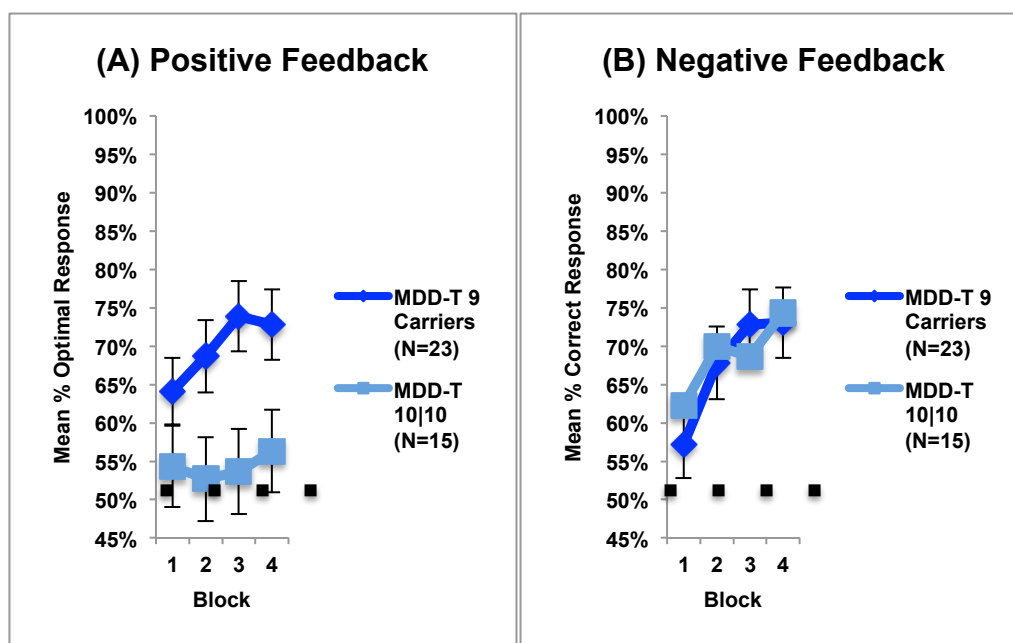 (A) Positive Feedback
Mean % Optimal Response
100%
95%
90%
85%
80%
75%
70%
65%
60%
55%
50%
45%
1 2 3 4
Block
MDD-T 9
Carriers
(N=23)
MDD-T
10|10
(N=15)
(B) Negative Feedback
Mean % Correct Response
100%
95%
90%
85%
80%
75%
70%
65%
60%
55%
50%
45%
1 2 3 4
Block
MDD-T 9
Carriers
(N=23)
MDD-T
10|10
(N=15)